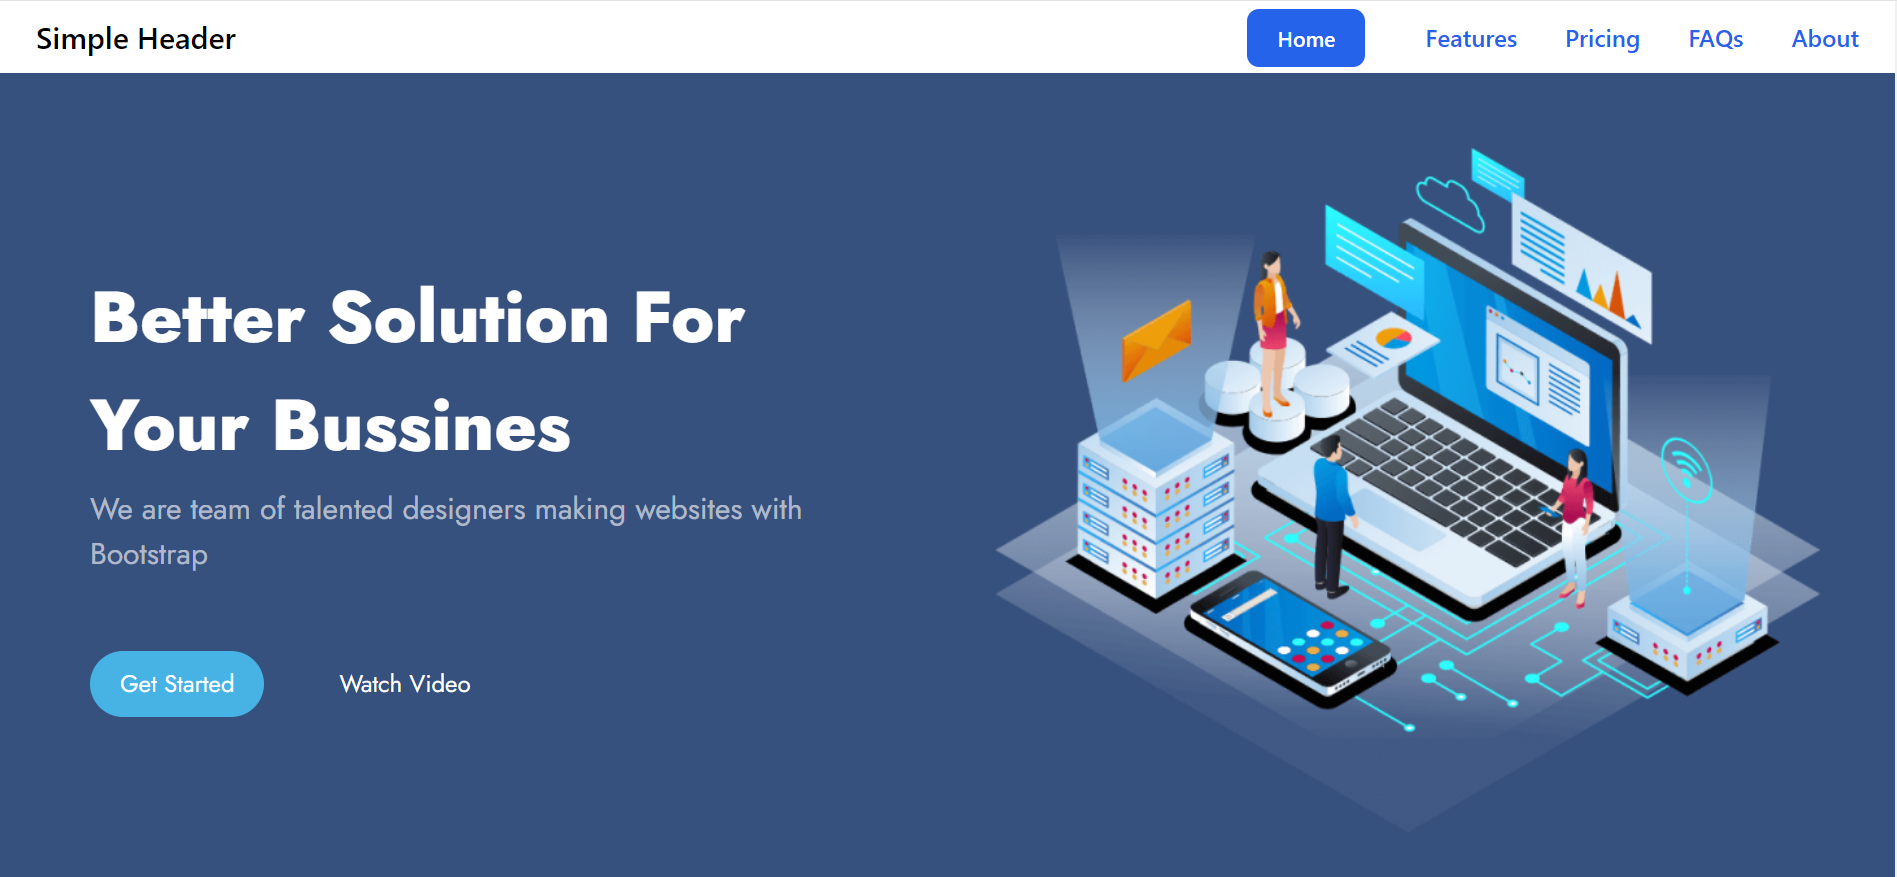 Simple Header
Home Features Pricing FAQs About
Better Solution For
Your Bussines
We are team of talented designers making websites with
Bootstrap
Get Started Watch Video